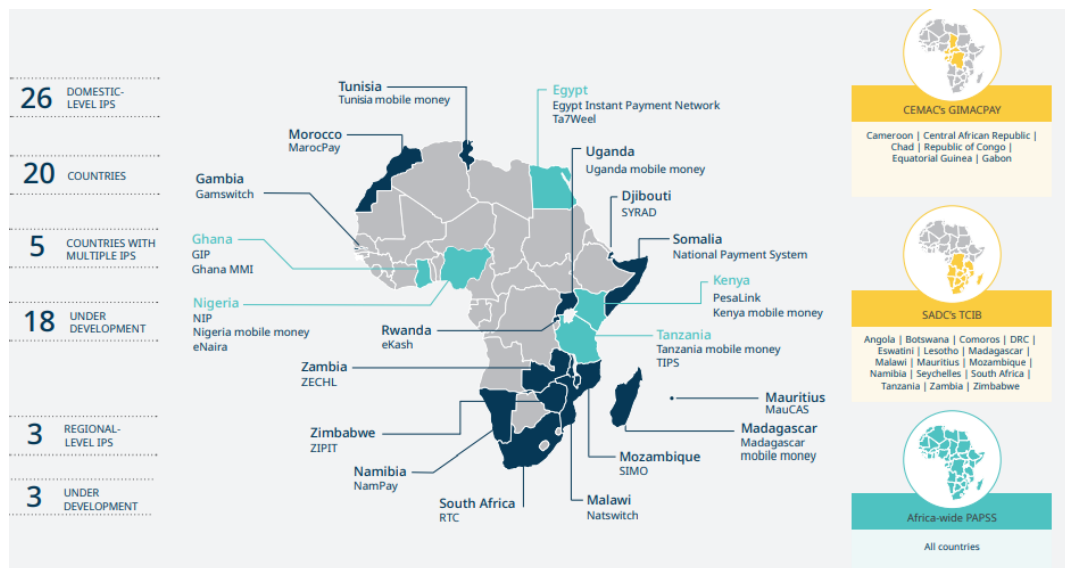 26
DOMESTIC-
LEVEL IPS
20
COUNTRIES
5
COUNTRIES WITH
MULTIPLE IPS
18
UNDER
DEVELOPMENT
3
REGIONAL-
LEVEL IPS
3
UNDER
DEVELOPMENT
Tunisia
Tunisia mobile money
Morocco
MarocPay
Gambia
Gamswitch
Ghana
GIP
Ghana MMI
Nigeria
NIP
Nigeria mobile money
eNaira
Rwanda
eKash
Zambia
ZECHL
Zimbabwe
ZIPIT
Namibia
NamPay
South Africa
RTC
Egypt
Egypt Instant Payment Network
Ta7Weel
Uganda
Uganda mobile money
Djibouti
SYRAD
Somalia
National Payment System
Kenya
PesaLink
Kenya mobile money
Tanzania
Tanzania mobile money
TIPS
Mauritius
MauCAS
Madagascar
Madagascar
mobile money
Mozambique
SIMO
Malawi
Natswitch
CEMAC's GIMACPAY
Cameroon | Central African Republic |
Chad | Republic of Congo |
Equatorial Guinea | Gabon
SADC's TCIB
Angola | Botswana | Comoros | DRC |
Eswatini | Lesotho | Madagascar |
Malawi | Mauritius | Mozambique |
Namibia | Seychelles | South Africa |
Tanzania | Zambia | Zimbabwe
Africa-wide PAPSS
All countries